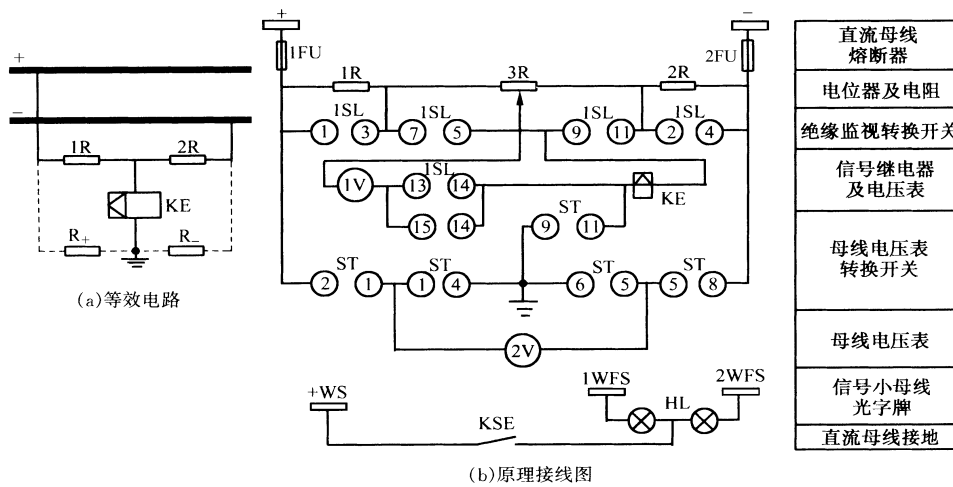 +
−
1R
2R
KE
R+
R−
(a)等效电路
+
−
1FU
2FU
1R
3R
2R
1SL
1SL
1SL
1SL
1
3
7
5
9
11
2
4
1V
13
1SL
14
KE
15
14
ST
9
11
ST
ST
ST
ST
2
1
1
4
6
5
5
8
2V
+WS
1WFS
2WFS
HL
KSE
(b)原理接线图
直流母线
熔断器
电位器及电阻
绝缘监视转换开关
信号继电器
及电压表
母线电压表
转换开关
母线电压表
信号小母线
光字牌
直流母线接地